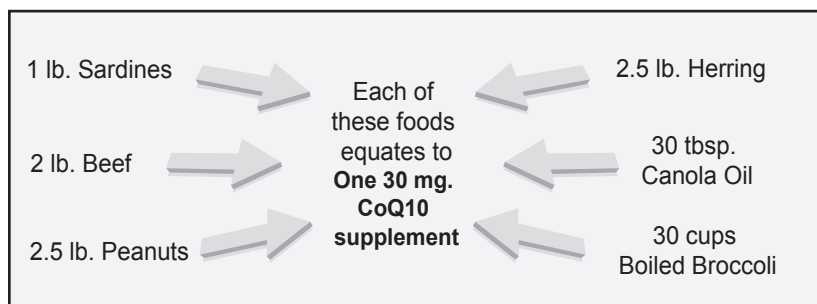 1 lb. Sardines
2 lb. Beef
2.5 lb. Peanuts
Each of
these foods
equates to
One 30 mg.
CoQ10
supplement
2.5 lb. Herring
30 tbsp.
Canola Oil
30 cups
Boiled Broccoli